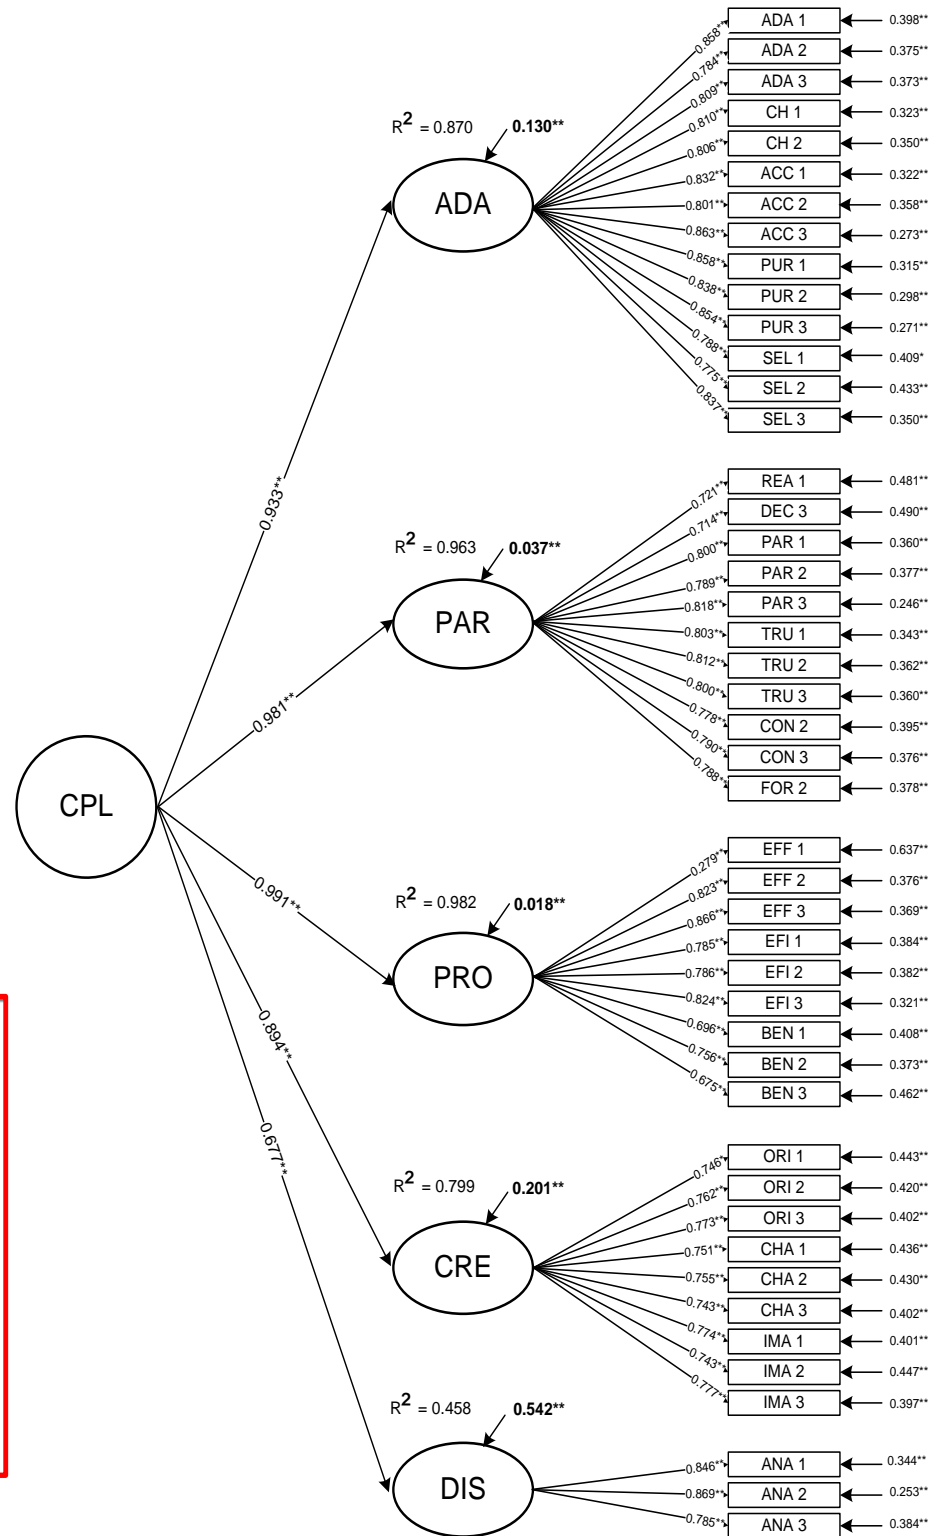 CPL
0.933**
0.981**
0.991**
0.894**
0.677**
R2 = 0.870
0.130**
ADA
0.858** ADA 1 0.398**
0.784** ADA 2 0.375**
0.809** ADA 3 0.373**
0.810** CH 1 0.323**
0.806** CH 2 0.350**
0.832** ACC 1 0.322**
0.801** ACC 2 0.358**
0.863** ACC 3 0.273**
0.858** PUR 1 0.315**
0.838** PUR 2 0.298**
0.854** PUR 3 0.271**
0.788** SEL 1 0.409*
0.775** SEL 2 0.433**
0.837** SEL 3 0.350**
R2 = 0.963
0.037**
PAR
0.721** REA 1 0.481**
0.714** DEC 3 0.490**
0.800** PAR 1 0.360**
0.789** PAR 2 0.377**
0.818** PAR 3 0.246**
0.803** TRU 1 0.343**
0.812** TRU 2 0.362**
0.800** TRU 3 0.360**
0.778** CON 2 0.395**
0.790** CON 3 0.376**
0.788** FOR 2 0.378**
R2 = 0.982
0.018**
PRO
0.279** EFF 1 0.637**
0.823** EFF 2 0.376**
0.866** EFF 3 0.369**
0.785** EFI 1 0.384**
0.786** EFI 2 0.382**
0.824** EFI 3 0.321**
0.696** BEN 1 0.408**
0.756** BEN 2 0.373**
0.675** BEN 3 0.462**
R2 = 0.799
0.201**
CRE
0.746* ORI 1 0.443**
0.762** ORI 2 0.420**
0.773** ORI 3 0.402**
0.751** CHA 1 0.436**
0.755** CHA 2 0.430**
0.743** CHA 3 0.402**
0.774** IMA 1 0.401**
0.743** IMA 2 0.447**
0.777** IMA 3 0.397**
R2 = 0.458
0.542**
DIS
0.846** ANA 1 0.344**
0.869** ANA 2 0.253**
0.785** ANA 3 0.384**